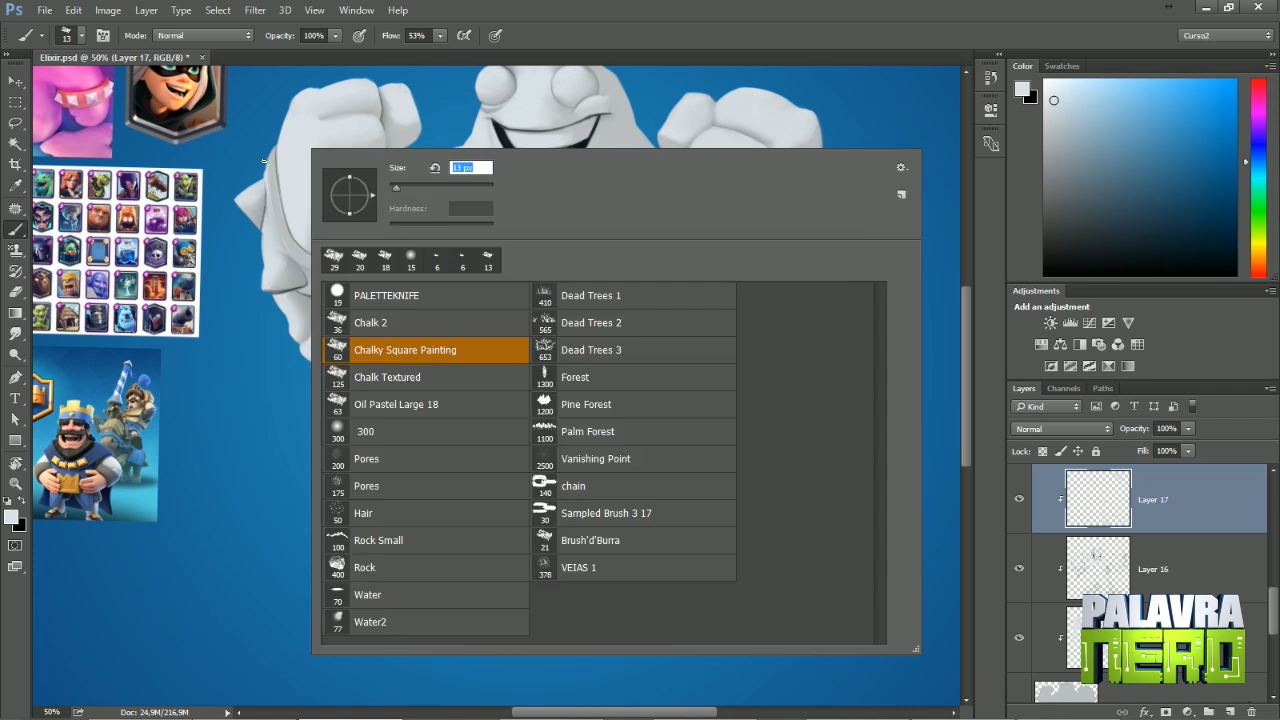 Ps File Edit Image Layer Type Select Filter 3D View Window Help
13 Mode: Normal Opacity: 100% Flow: 53% Curso2
Elixir.psd @ 50% (Layer 17, RGB/8) *
Color Swatches
Size: 13 px
Hardness:
29 20 18 15 6 6 13
19 PALETTEKNIFE
36 Chalk 2
60 Chalky Square Painting
125 Chalk Textured
63 Oil Pastel Large 18
300 300
200 Pores
175 Pores
50 Hair
100 Rock Small
400 Rock
70 Water
77 Water2
410 Dead Trees 1
565 Dead Trees 2
653 Dead Trees 3
1300 Forest
1200 Pine Forest
1100 Palm Forest
2500 Vanishing Point
140 chain
30 Sampled Brush 3 17
21 Brush'd'Burra
378 VEIAS 1
Adjustments
Add an adjustment
Layers Channels Paths
Kind
Normal Opacity: 100%
Lock: Fill: 100%
Layer 17
Layer 16
PALAVRA
NERD
50% Doc: 24,9M/216,9M
fx